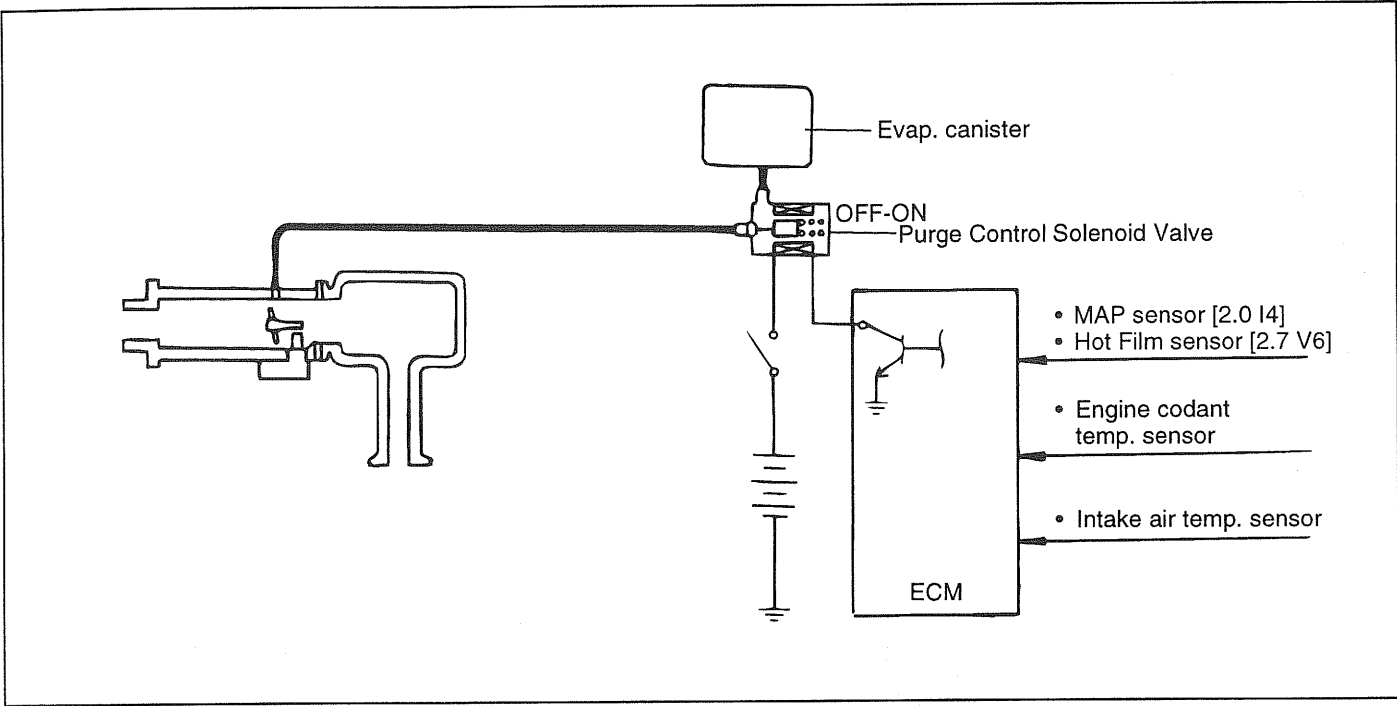 Evap. canister
OFF-ON
Purge Control Solenoid Valve
• MAP sensor [2.0 I4]
• Hot Film sensor [2.7 V6]
• Engine codant
temp. sensor
• Intake air temp. sensor
ECM